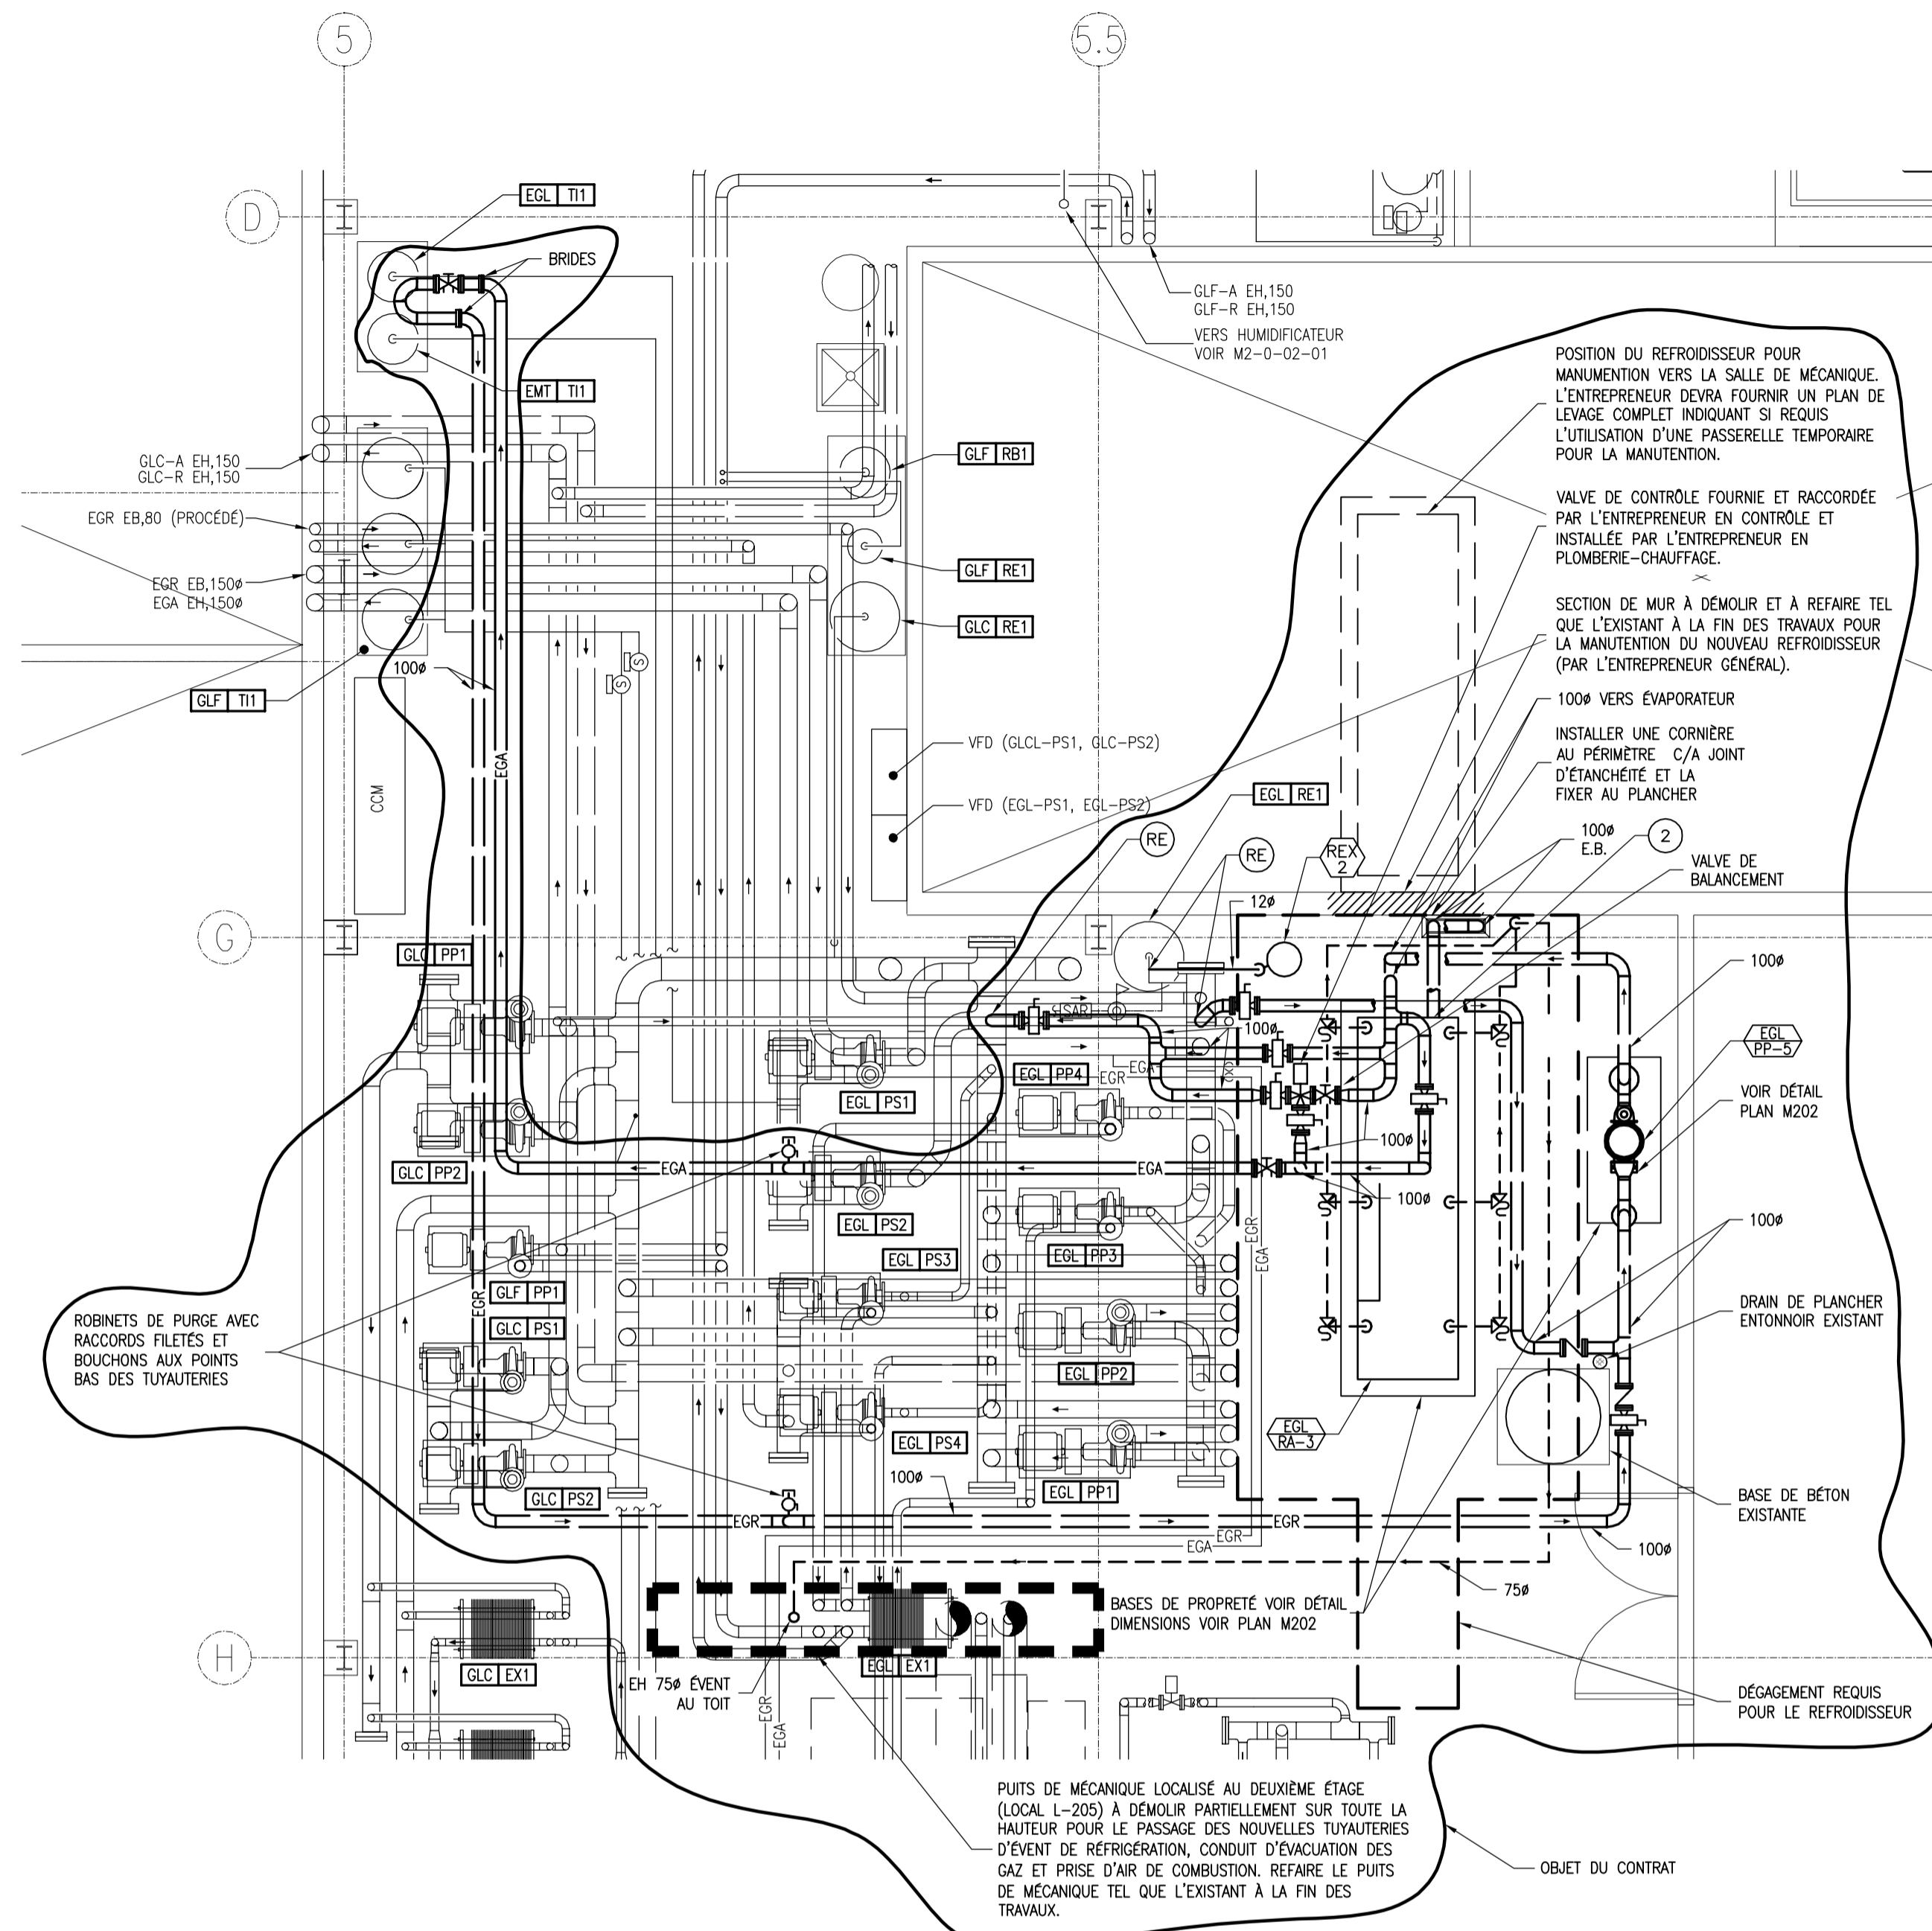 5
5.5
D
EGL TI1
BRIDES
GLF-A EH,150
GLF-R EH,150
VERS HUMIDIFICATEUR
VOIR M2-0-02-01
EMT TI1
POSITION DU REFROIDISSEUR POUR
MANUMENTION VERS LA SALLE DE MÉCANIQUE.
L'ENTREPRENEUR DEVRA FOURNIR UN PLAN DE
LEVAGE COMPLET INDIQUANT SI REQUIS
L'UTILISATION D'UNE PASSERELLE TEMPORAIRE
POUR LA MANUTENTION.
GLC-A EH,150
GLC-R EH,150
GLF RB1
EGR EB,80 (PROCÉDÉ)
VALVE DE CONTRÔLE FOURNIE ET RACCORDÉE
PAR L'ENTREPRENEUR EN CONTRÔLE ET
INSTALLÉE PAR L'ENTREPRENEUR EN
PLOMBERIE-CHAUFFAGE.
GLF RE1
EGR EB,150ø
EGA EH,150ø
GLC RE1
SECTION DE MUR À DÉMOLIR ET À REFAIRE TEL
QUE L'EXISTANT À LA FIN DES TRAVAUX POUR
LA MANUTENTION DU NOUVEAU REFROIDISSEUR
(PAR L'ENTREPRENEUR GÉNÉRAL).
100ø
S
S
GLF TI1
100ø VERS ÉVAPORATEUR
VFD (GLCL-PS1, GLC-PS2)
INSTALLER UNE CORNIÈRE
AU PÉRIMÈTRE C/A JOINT
D'ÉTANCHÉITÉ ET LA
FIXER AU PLANCHER
EGA
CCM
EGL RE1
VFD (EGL-PS1, EGL-PS2)
RE
RE
REX
2
100ø
E.B.
2
VALVE DE
BALANCEMENT
12ø
G
GLC PP1
100ø
SAR
100ø
EGL
PP-5
EGA
EGR
EGL PP4
EGL PS1
VOIR DÉTAIL
PLAN M202
100ø
GLC PP2
EGA
EGA
100ø
EGL PS2
100ø
EGL PS3
EGL PP3
EGR
EGA
GLF PP1
EGR
DRAIN DE PLANCHER
ENTONNOIR EXISTANT
ROBINETS DE PURGE AVEC
RACCORDS FILETÉS ET
BOUCHONS AUX POINTS
BAS DES TUYAUTERIES
GLC PS1
EGL PP2
EGL
RA-3
EGL PS4
100ø
GLC PS2
EGL PP1
BASE DE BÉTON
EXISTANTE
EGR
EGR
EGR
EGA
100ø
75ø
BASES DE PROPRETÉ VOIR DÉTAIL
DIMENSIONS VOIR PLAN M202
H
GLC EX1
EGL EX1
EH 75ø ÉVENT
AU TOIT
EGR
EGA
DÉGAGEMENT REQUIS
POUR LE REFROIDISSEUR
PUITS DE MÉCANIQUE LOCALISÉ AU DEUXIÈME ÉTAGE
(LOCAL L-205) À DÉMOLIR PARTIELLEMENT SUR TOUTE LA
HAUTEUR POUR LE PASSAGE DES NOUVELLES TUYAUTERIES
D'ÉVENT DE RÉFRIGÉRATION, CONDUIT D'ÉVACUATION DES
GAZ ET PRISE D'AIR DE COMBUSTION. REFAIRE LE PUITS
DE MÉCANIQUE TEL QUE L'EXISTANT À LA FIN DES
TRAVAUX.
OBJET DU CONTRAT